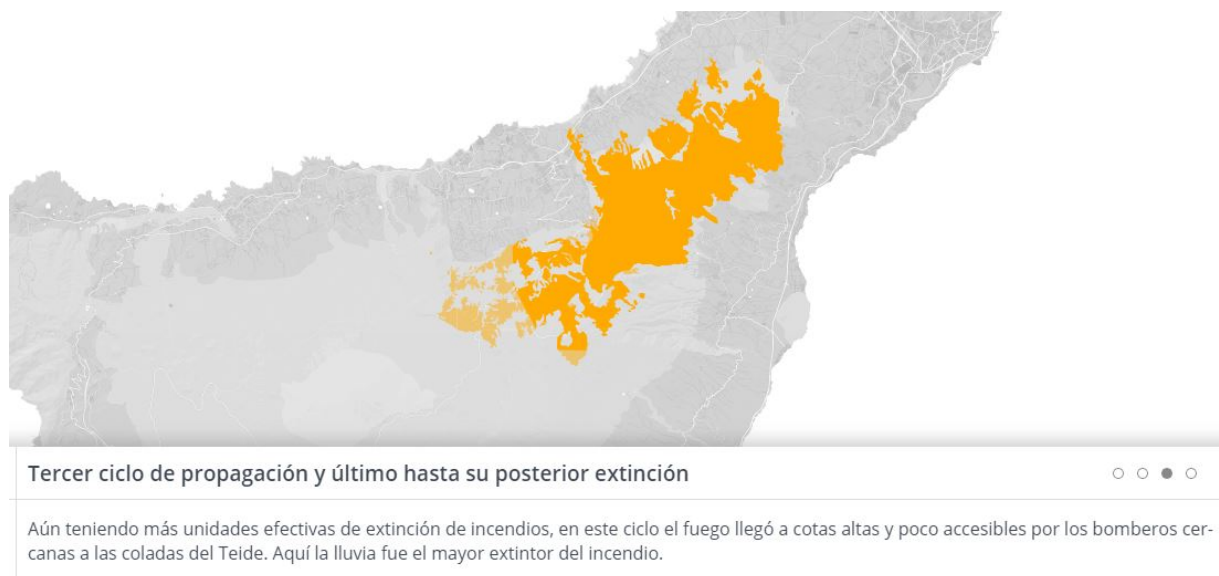 Tercer ciclo de propagación y último hasta su posterior extinción
Aún teniendo más unidades efectivas de extinción de incendios, en este ciclo el fuego llegó a cotas altas y poco accesibles por los bomberos cer-
canas a las coladas del Teide. Aquí la lluvia fue el mayor extintor del incendio.